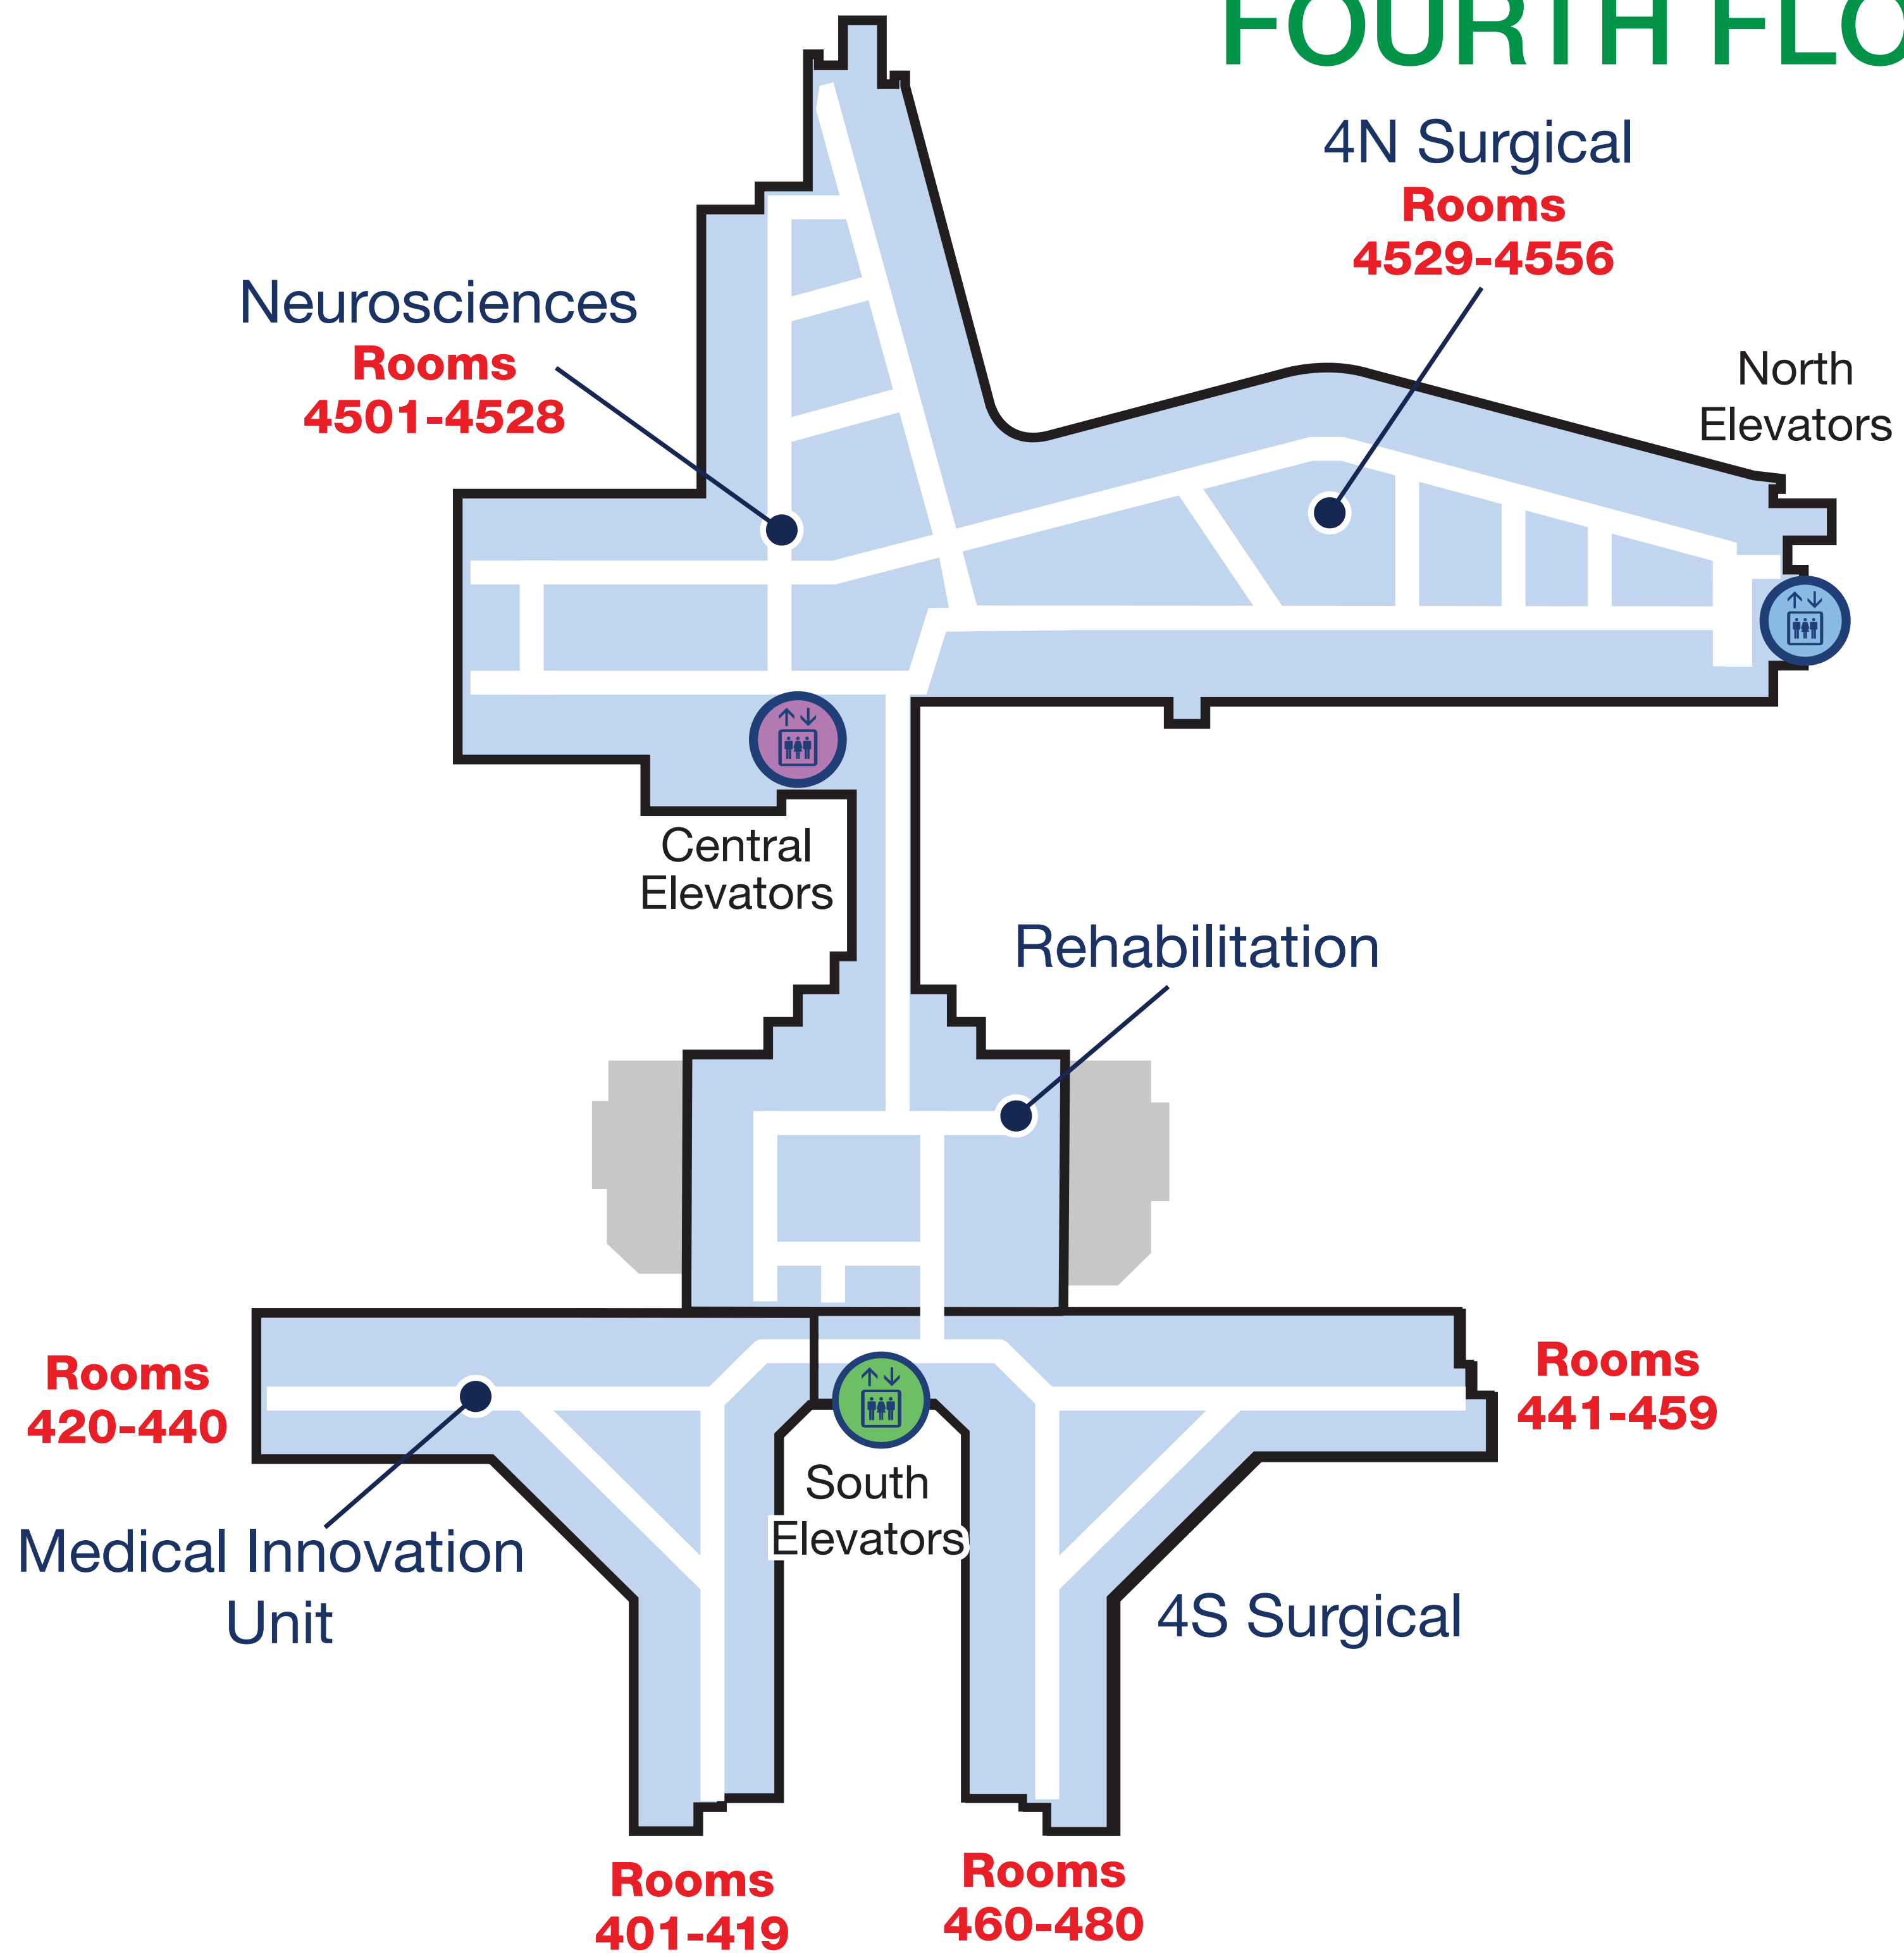 FOURTH FLO
4N Surgical
Rooms
4529-4556
Neurosciences
Rooms
4501-4528
North
Elevators
Central
Elevators
Rehabilitation
Rooms
420-440
Rooms
441-459
South
Elevators
Medical Innovation
Unit
4S Surgical
Rooms
401-419
Rooms
460-480